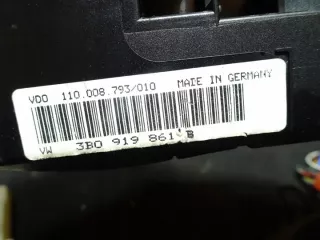 VDO 110.008.793/010 MADE IN GERMANY
VW 3B0 919 861 B